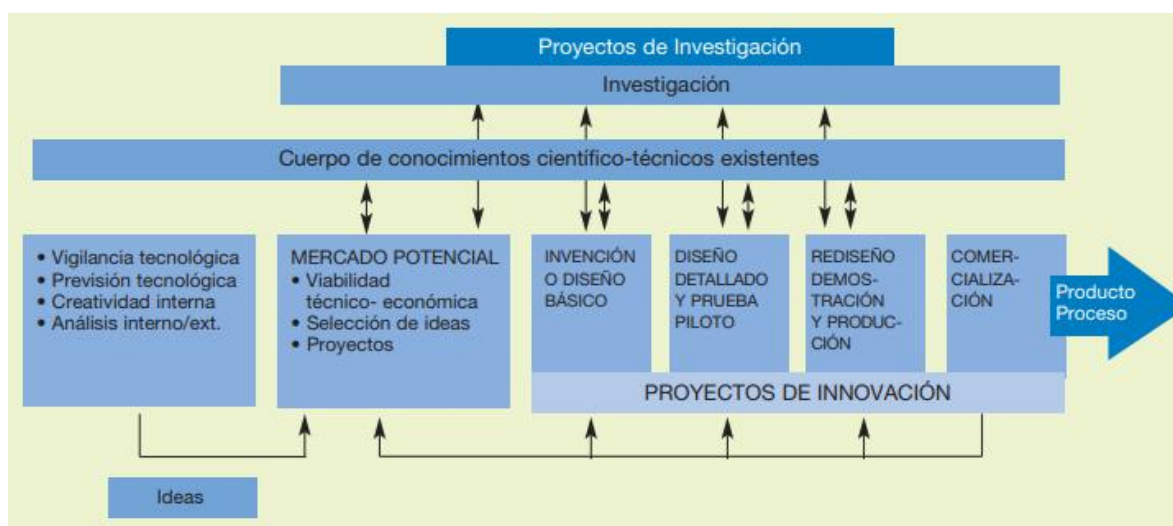 Proyectos de Investigación
Investigación
Cuerpo de conocimientos científico-técnicos existentes
• Vigilancia tecnológica
• Previsión tecnológica
• Creatividad interna
• Análisis interno/ext.
MERCADO POTENCIAL
• Viabilidad
técnico- económica
• Selección de ideas
• Proyectos
INVENCIÓN
O DISEÑO
BÁSICO
DISEÑO
DETALLADO
Y PRUEBA
PILOTO
REDISEÑO
DEMOS-
TRACIÓN
Y PRODUC-
CIÓN
COMER-
CIALIZA-
CIÓN
Producto
Proceso
PROYECTOS DE INNOVACIÓN
Ideas